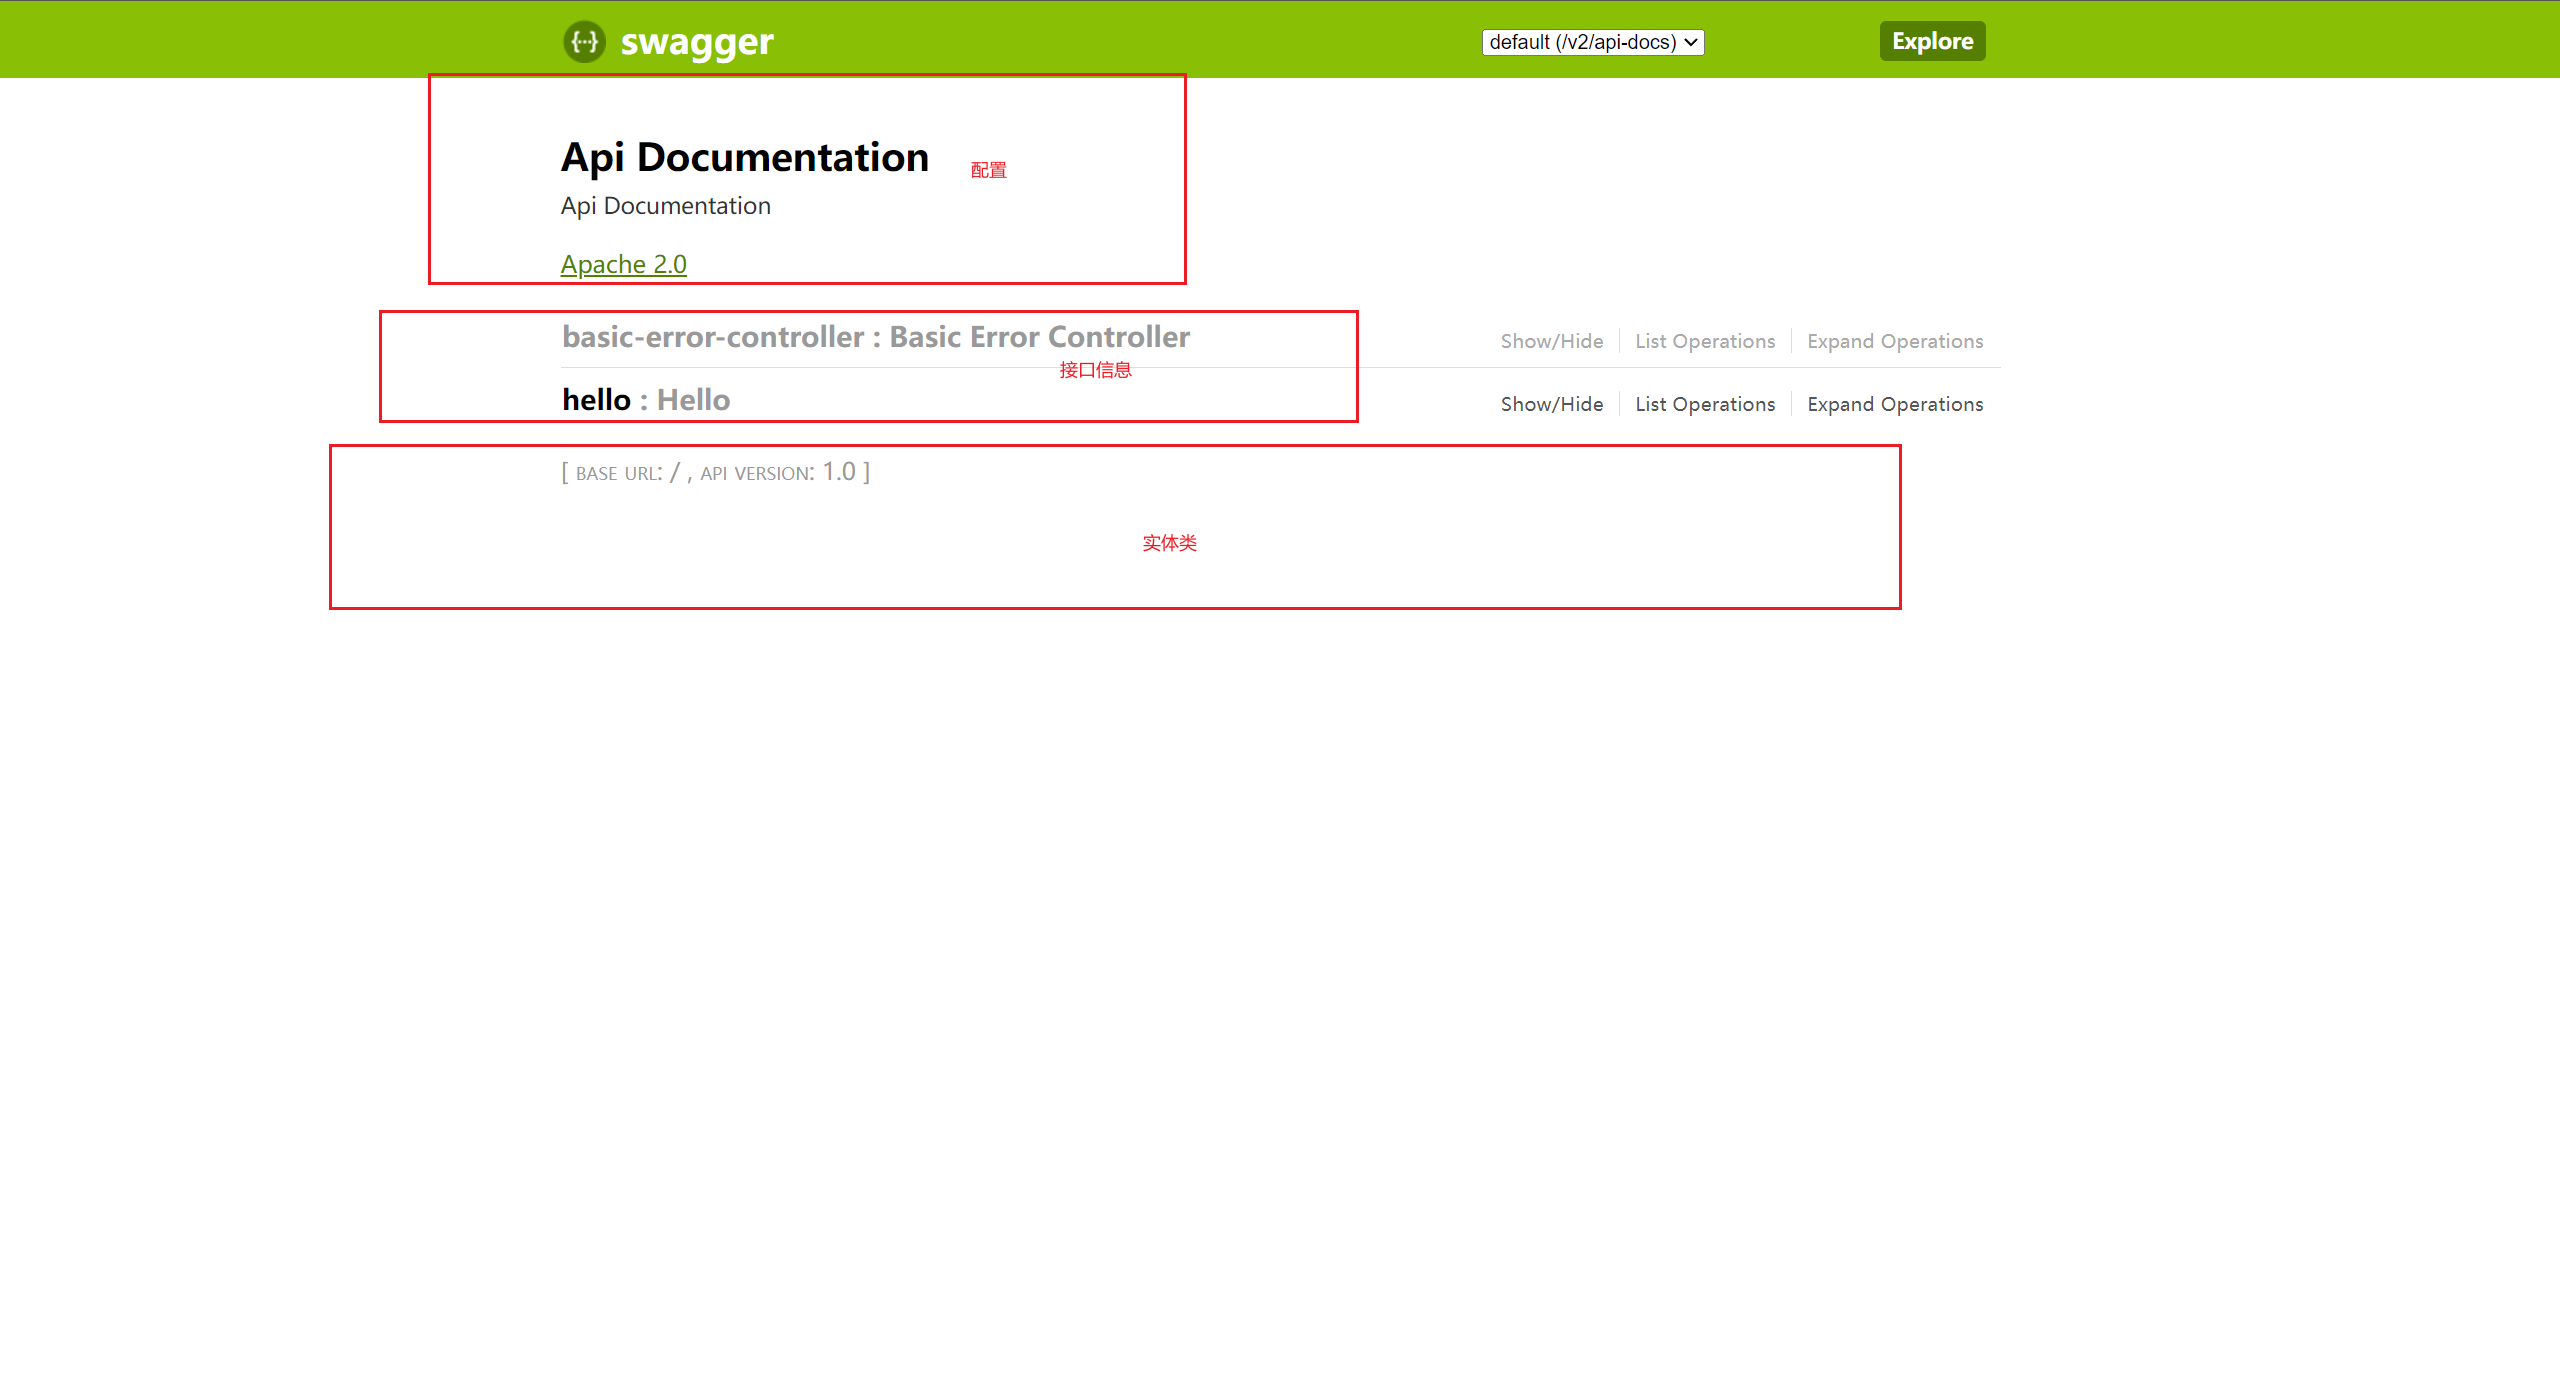 {···} swagger default (/v2/api-docs) Explore
Api Documentation 配置
Api Documentation
Apache 2.0
basic-error-controller : Basic Error Controller Show/Hide List Operations Expand Operations
接口信息
hello : Hello Show/Hide List Operations Expand Operations
[ BASE URL: / , API VERSION: 1.0 ]
实体类